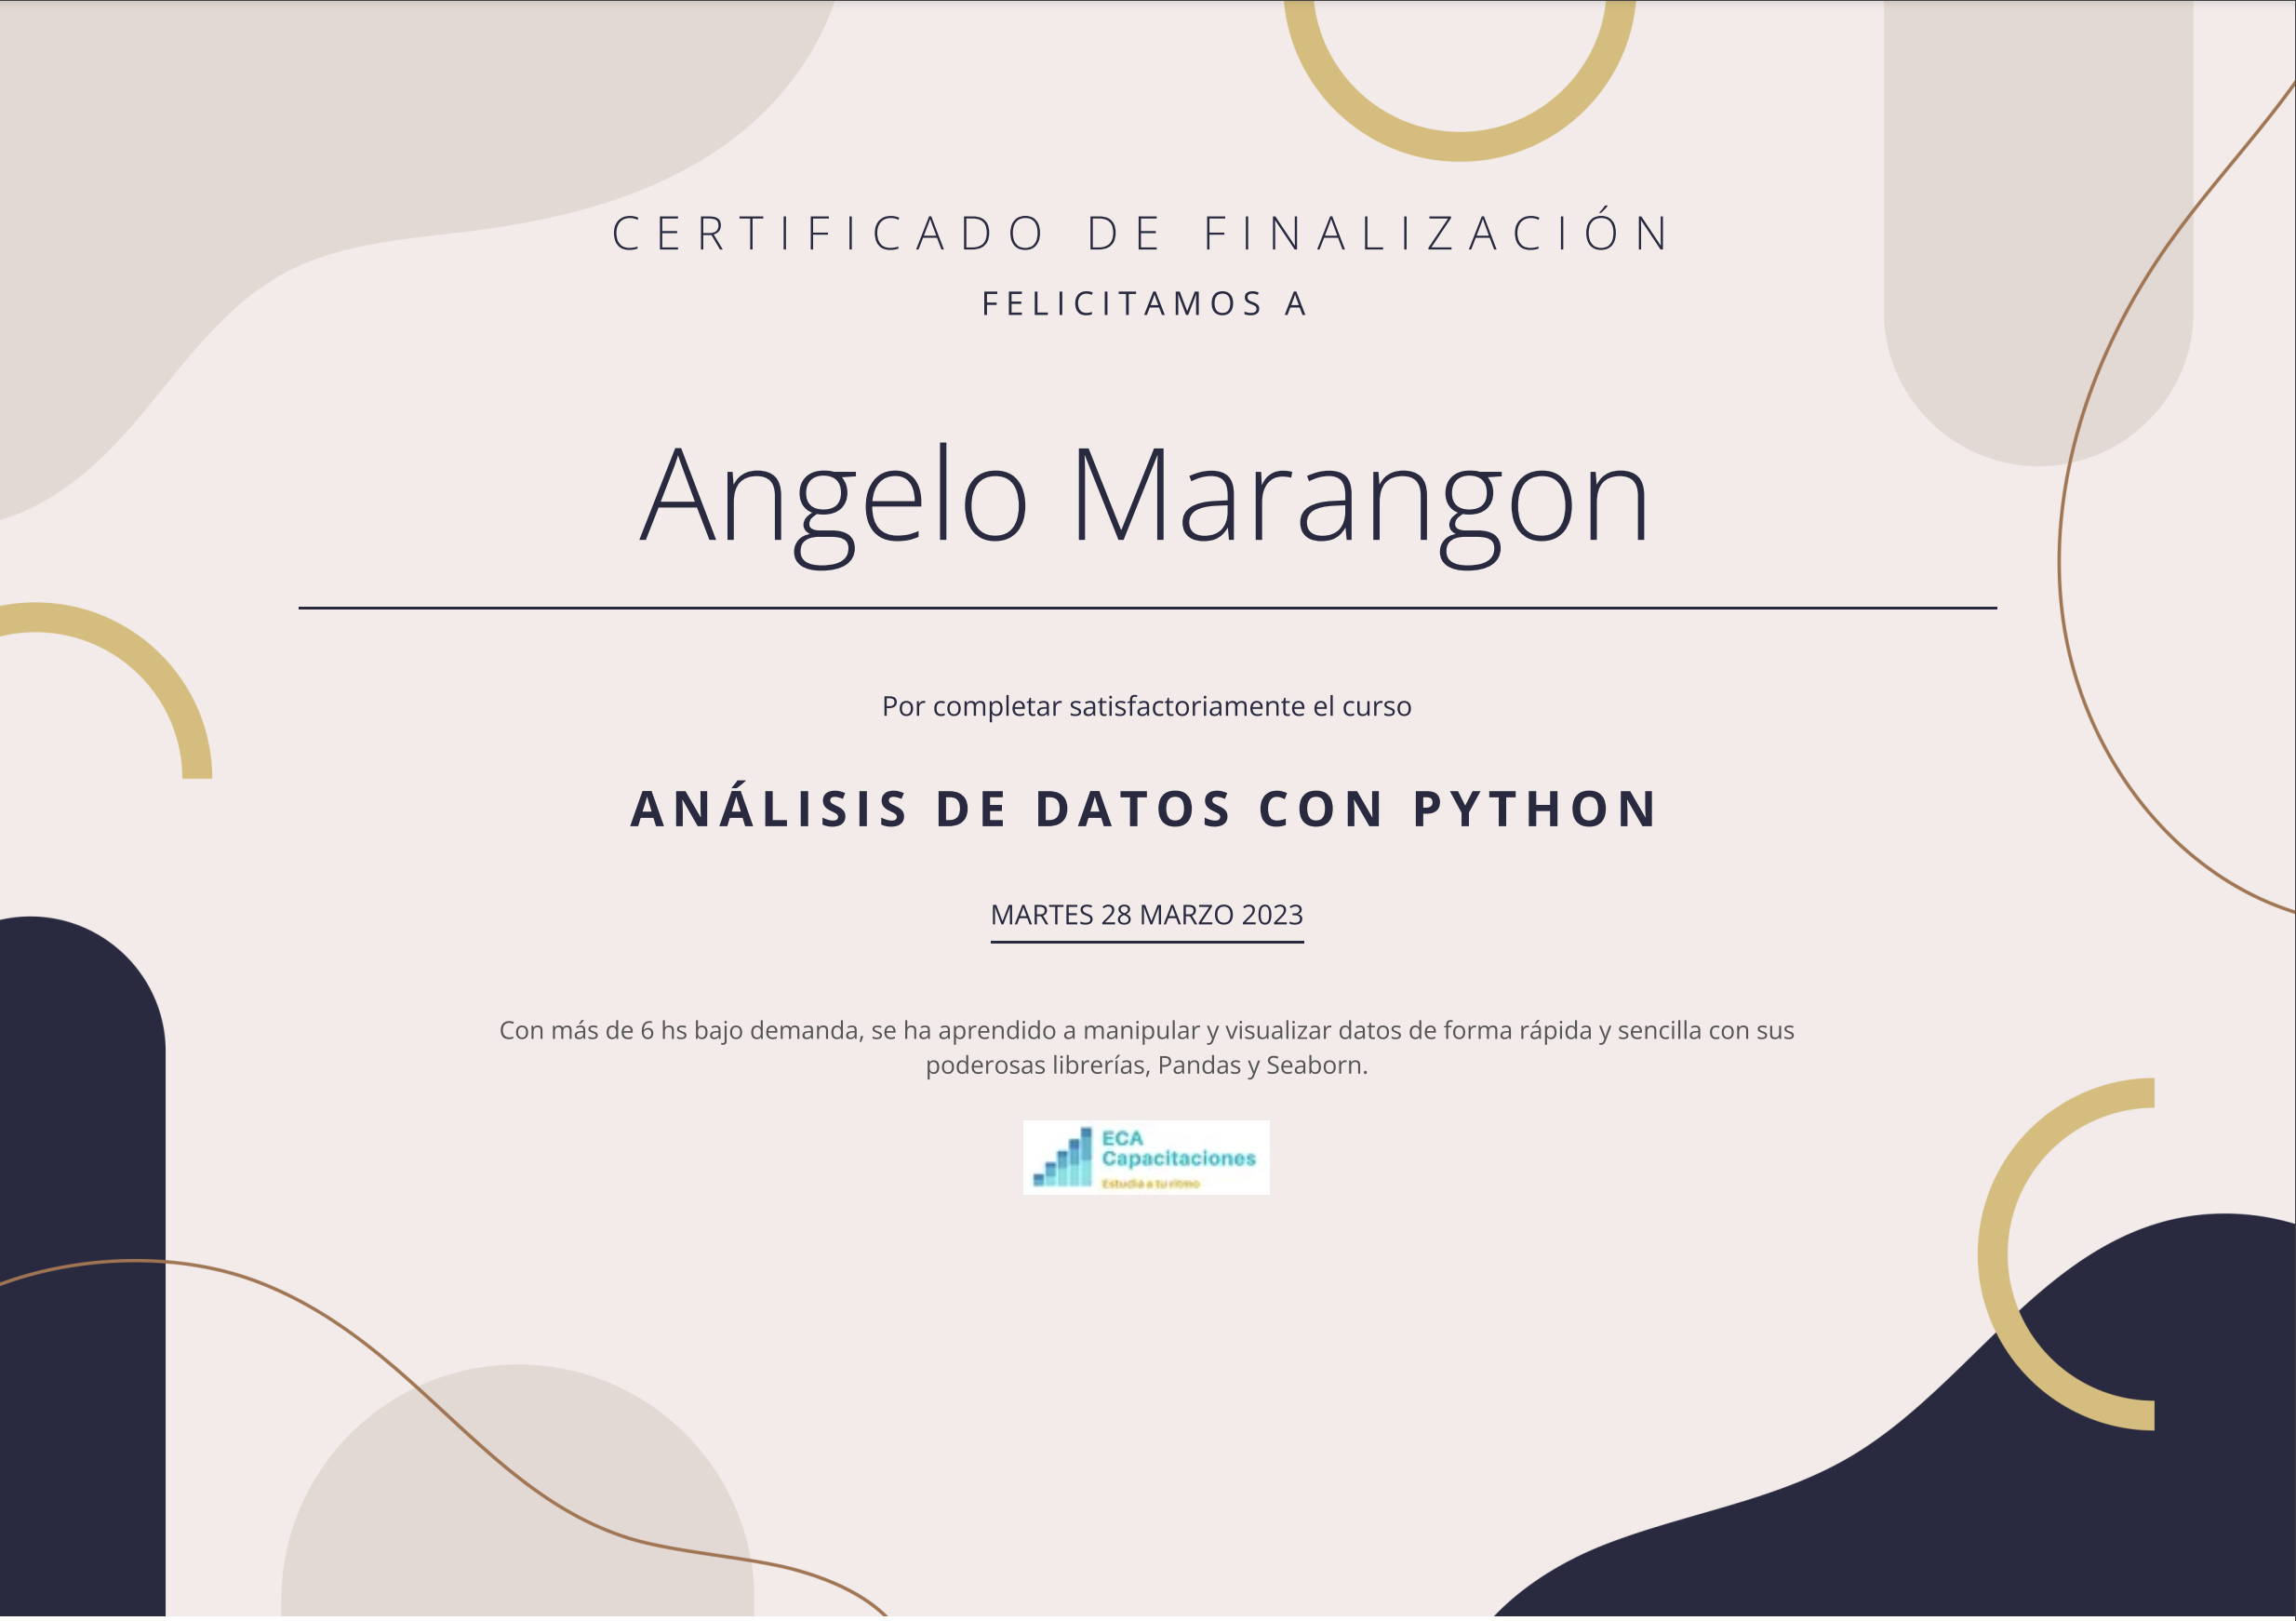 CERTIFICADO DE FINALIZACIÓN
FELICITAMOS A
Angelo Marangon
Por completar satisfactoriamente el curso
ANÁLISIS DE DATOS CON PYTHON
MARTES 28 MARZO 2023
Con más de 6 hs bajo demanda, se ha aprendido a manipular y visualizar datos de forma rápida y sencilla con sus
poderosas librerías, Pandas y Seaborn.
ECA
Capacitaciones
Estudiá a tu ritmo